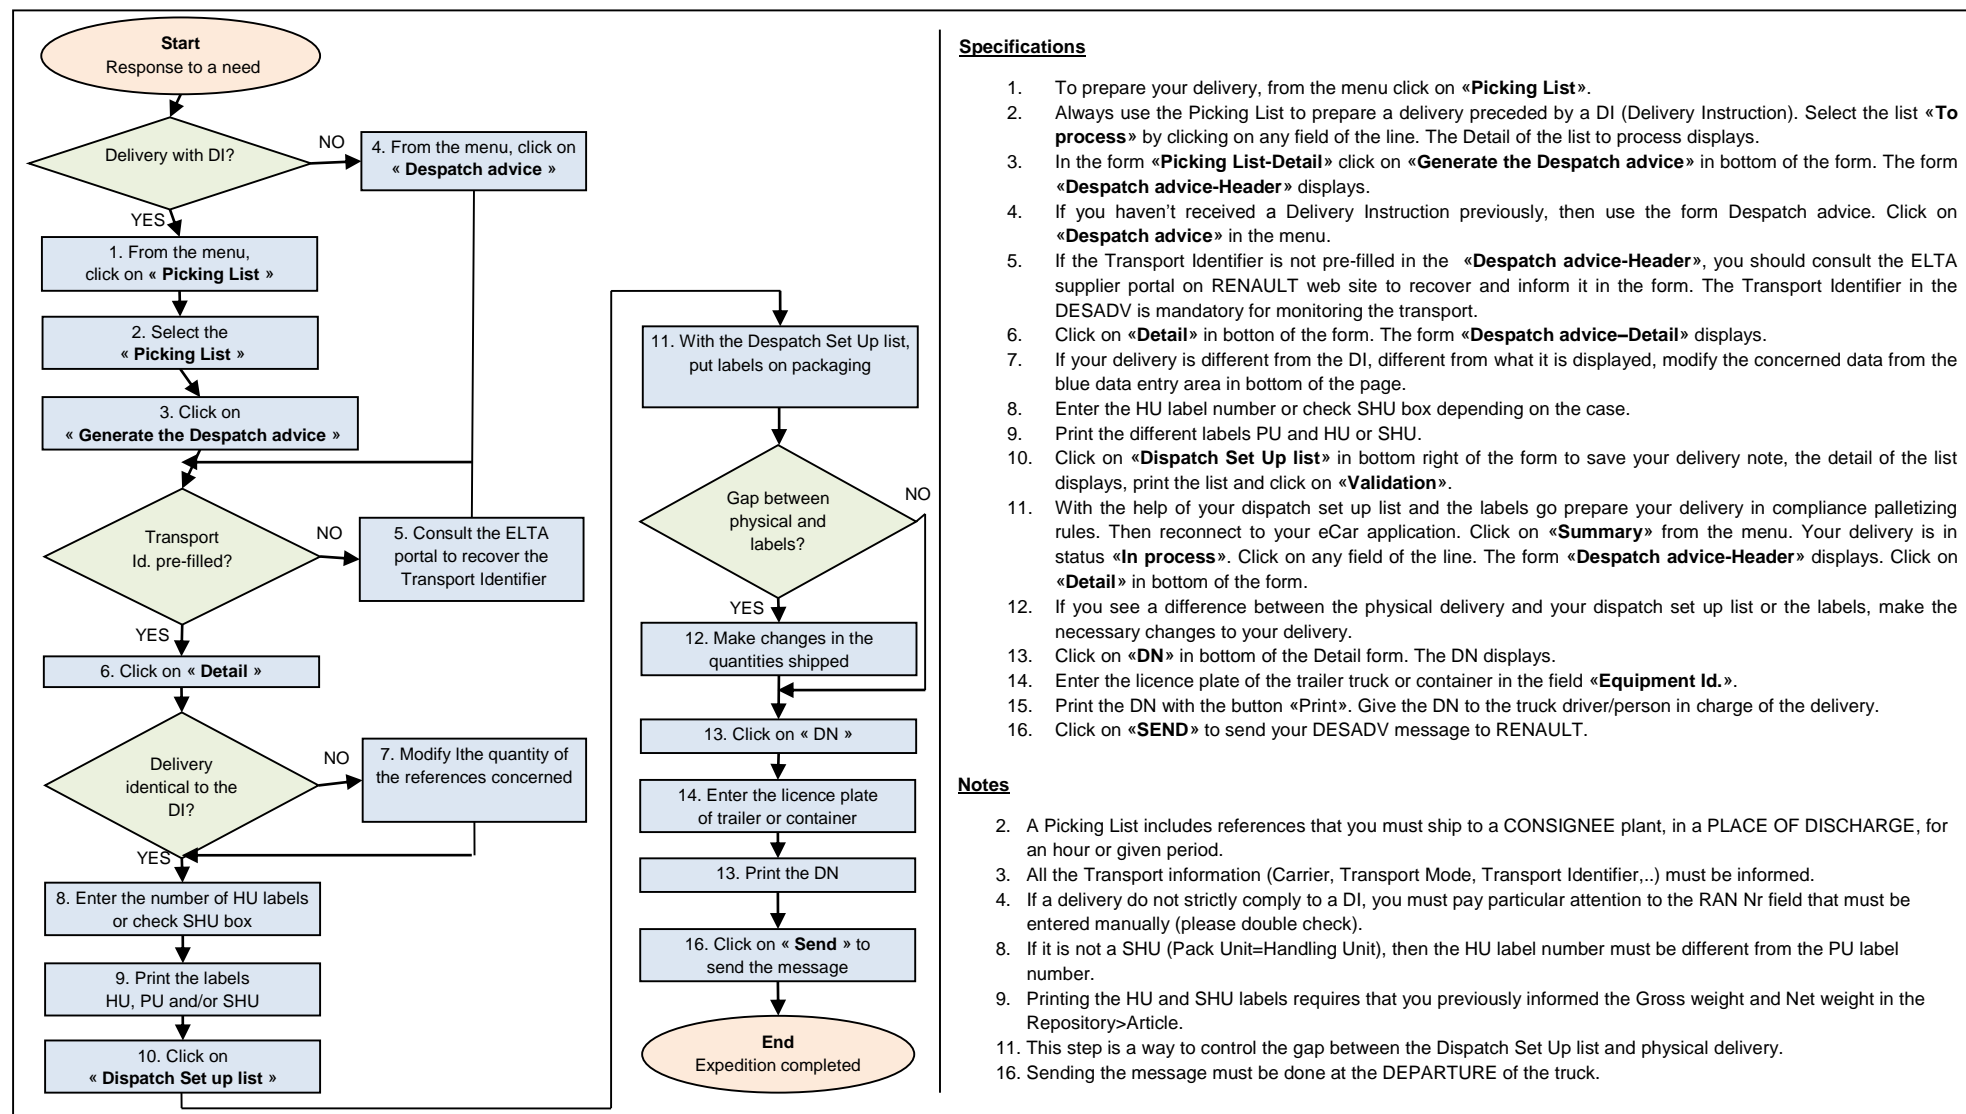 Start
Response to a need
Delivery with DI?
NO
4. From the menu, click on
« Despatch advice »
YES
1. From the menu,
click on « Picking List »
2. Select the
« Picking List »
3. Click on
« Generate the Despatch advice »
Transport
Id. pre-filled?
NO
5. Consult the ELTA
portal to recover the
Transport Identifier
YES
6. Click on « Detail »
Delivery
identical to the
DI?
NO
7. Modify lthe quantity of
the references concerned
YES
8. Enter the number of HU labels
or check SHU box
9. Print the labels
HU, PU and/or SHU
10. Click on
« Dispatch Set up list »
11. With the Despatch Set Up list,
put labels on packaging
Gap between
physical and
labels?
NO
YES
12. Make changes in the
quantities shipped
13. Click on « DN »
14. Enter the licence plate
of trailer or container
13. Print the DN
16. Click on « Send » to
send the message
End
Expedition completed
Specifications
1. To prepare your delivery, from the menu click on «Picking List».
2. Always use the Picking List to prepare a delivery preceded by a DI (Delivery Instruction). Select the list «To
process» by clicking on any field of the line. The Detail of the list to process displays.
3. In the form «Picking List-Detail» click on «Generate the Despatch advice» in bottom of the form. The form
«Despatch advice-Header» displays.
4. If you haven’t received a Delivery Instruction previously, then use the form Despatch advice. Click on
«Despatch advice» in the menu.
5. If the Transport Identifier is not pre-filled in the «Despatch advice-Header», you should consult the ELTA
supplier portal on RENAULT web site to recover and inform it in the form. The Transport Identifier in the
DESADV is mandatory for monitoring the transport.
6. Click on «Detail» in botton of the form. The form «Despatch advice–Detail» displays.
7. If your delivery is different from the DI, different from what it is displayed, modify the concerned data from the
blue data entry area in bottom of the page.
8. Enter the HU label number or check SHU box depending on the case.
9. Print the different labels PU and HU or SHU.
10. Click on «Dispatch Set Up list» in bottom right of the form to save your delivery note, the detail of the list
displays, print the list and click on «Validation».
11. With the help of your dispatch set up list and the labels go prepare your delivery in compliance palletizing
rules. Then reconnect to your eCar application. Click on «Summary» from the menu. Your delivery is in
status «In process». Click on any field of the line. The form «Despatch advice-Header» displays. Click on
«Detail» in bottom of the form.
12. If you see a difference between the physical delivery and your dispatch set up list or the labels, make the
necessary changes to your delivery.
13. Click on «DN» in bottom of the Detail form. The DN displays.
14. Enter the licence plate of the trailer truck or container in the field «Equipment Id.».
15. Print the DN with the button «Print». Give the DN to the truck driver/person in charge of the delivery.
16. Click on «SEND» to send your DESADV message to RENAULT.
Notes
2. A Picking List includes references that you must ship to a CONSIGNEE plant, in a PLACE OF DISCHARGE, for
an hour or given period.
3. All the Transport information (Carrier, Transport Mode, Transport Identifier,..) must be informed.
4. If a delivery do not strictly comply to a DI, you must pay particular attention to the RAN Nr field that must be
entered manually (please double check).
8. If it is not a SHU (Pack Unit=Handling Unit), then the HU label number must be different from the PU label
number.
9. Printing the HU and SHU labels requires that you previously informed the Gross weight and Net weight in the
Repository>Article.
11. This step is a way to control the gap between the Dispatch Set Up list and physical delivery.
16. Sending the message must be done at the DEPARTURE of the truck.